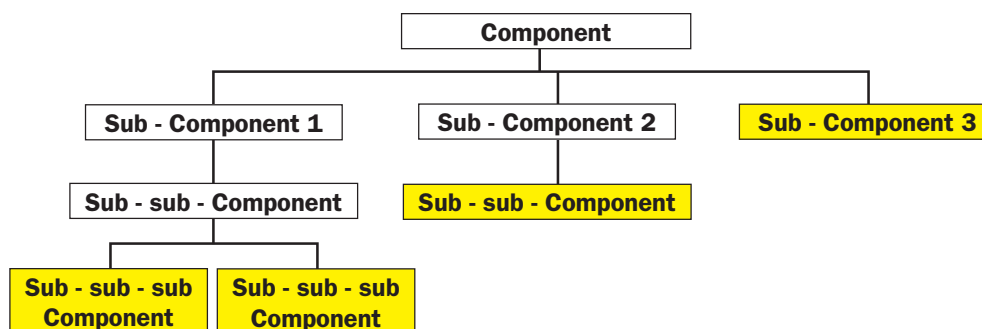 Component
Sub - Component 1
Sub - Component 2
Sub - Component 3
Sub - sub - Component
Sub - sub - Component
Sub - sub - sub
Component
Sub - sub - sub
Component